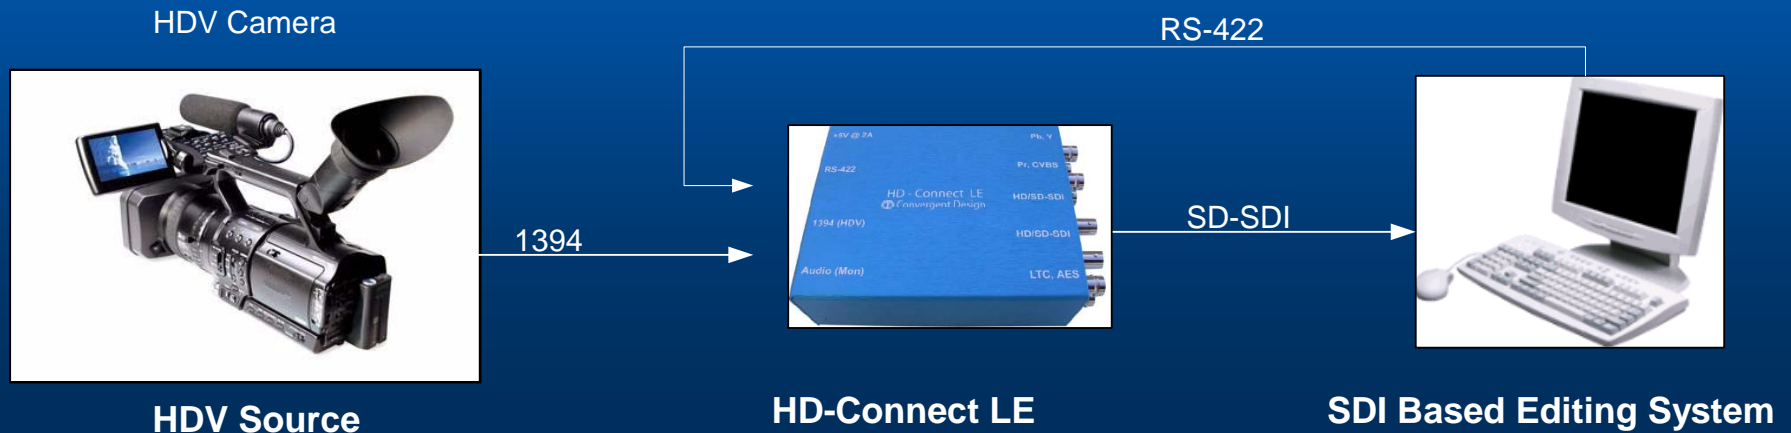 HDV Camera
RS-422
+5V @ 2A
Pb, Y
RS-422
Pr, CVBS
HD - Connect LE
Convergent Design
HD/SD-SDI
1394 (HDV)
HD/SD-SDI
Audio (Mon)
LTC, AES
1394
SD-SDI
HDV Source
HD-Connect LE
SDI Based Editing System